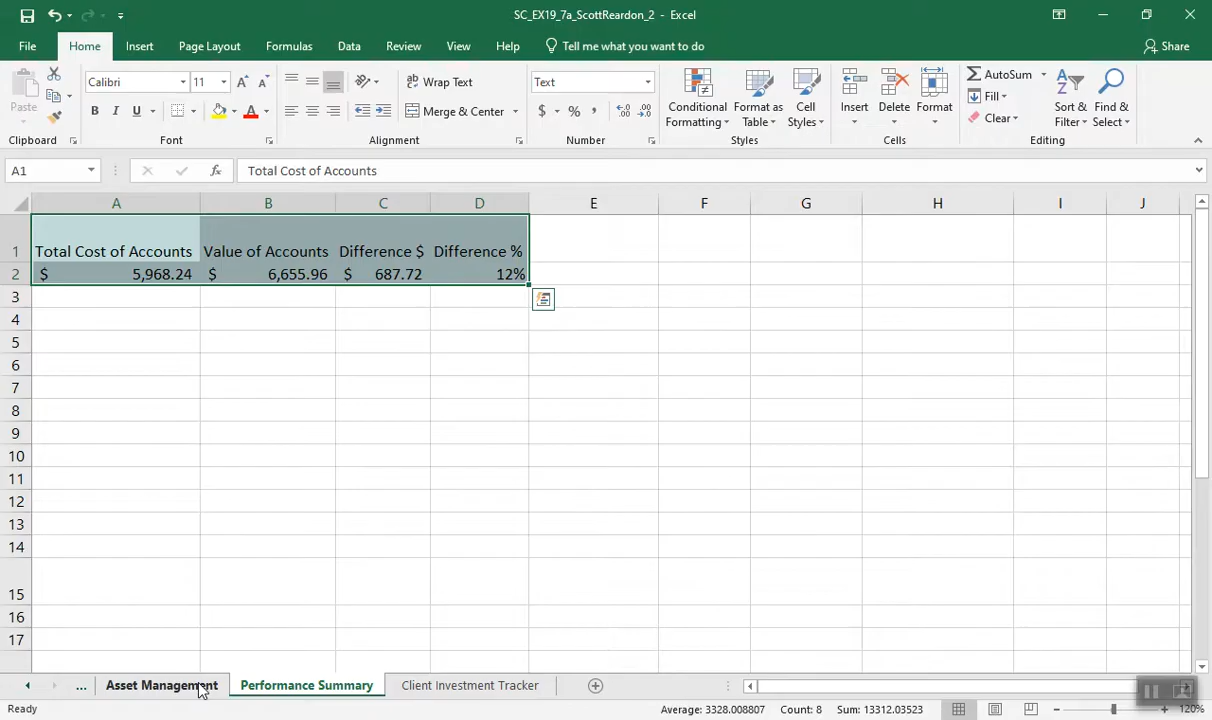 SC_EX19_7a_ScottReardon_2 - Excel
File Home Insert Page Layout Formulas Data Review View Help Tell me what you want to do Share
Calibri 11 Wrap Text Text AutoSum
Paste B I U Merge & Center $ % , Conditional Formatting Format as Table Cell Styles Insert Delete Format Fill Sort & Filter Find & Select
Clear
Clipboard Font Alignment Number Styles Cells Editing
A1 fx Total Cost of Accounts
A B C D E F G H I J
1 Total Cost of Accounts Value of Accounts Difference $ Difference %
2 $ 5,968.24 $ 6,655.96 $ 687.72 12%
3
4
5
6
7
8
9
10
11
12
13
14
15
16
17
... Asset Management Performance Summary Client Investment Tracker
Ready Average: 3328.008807 Count: 8 Sum: 13312.03523 120%